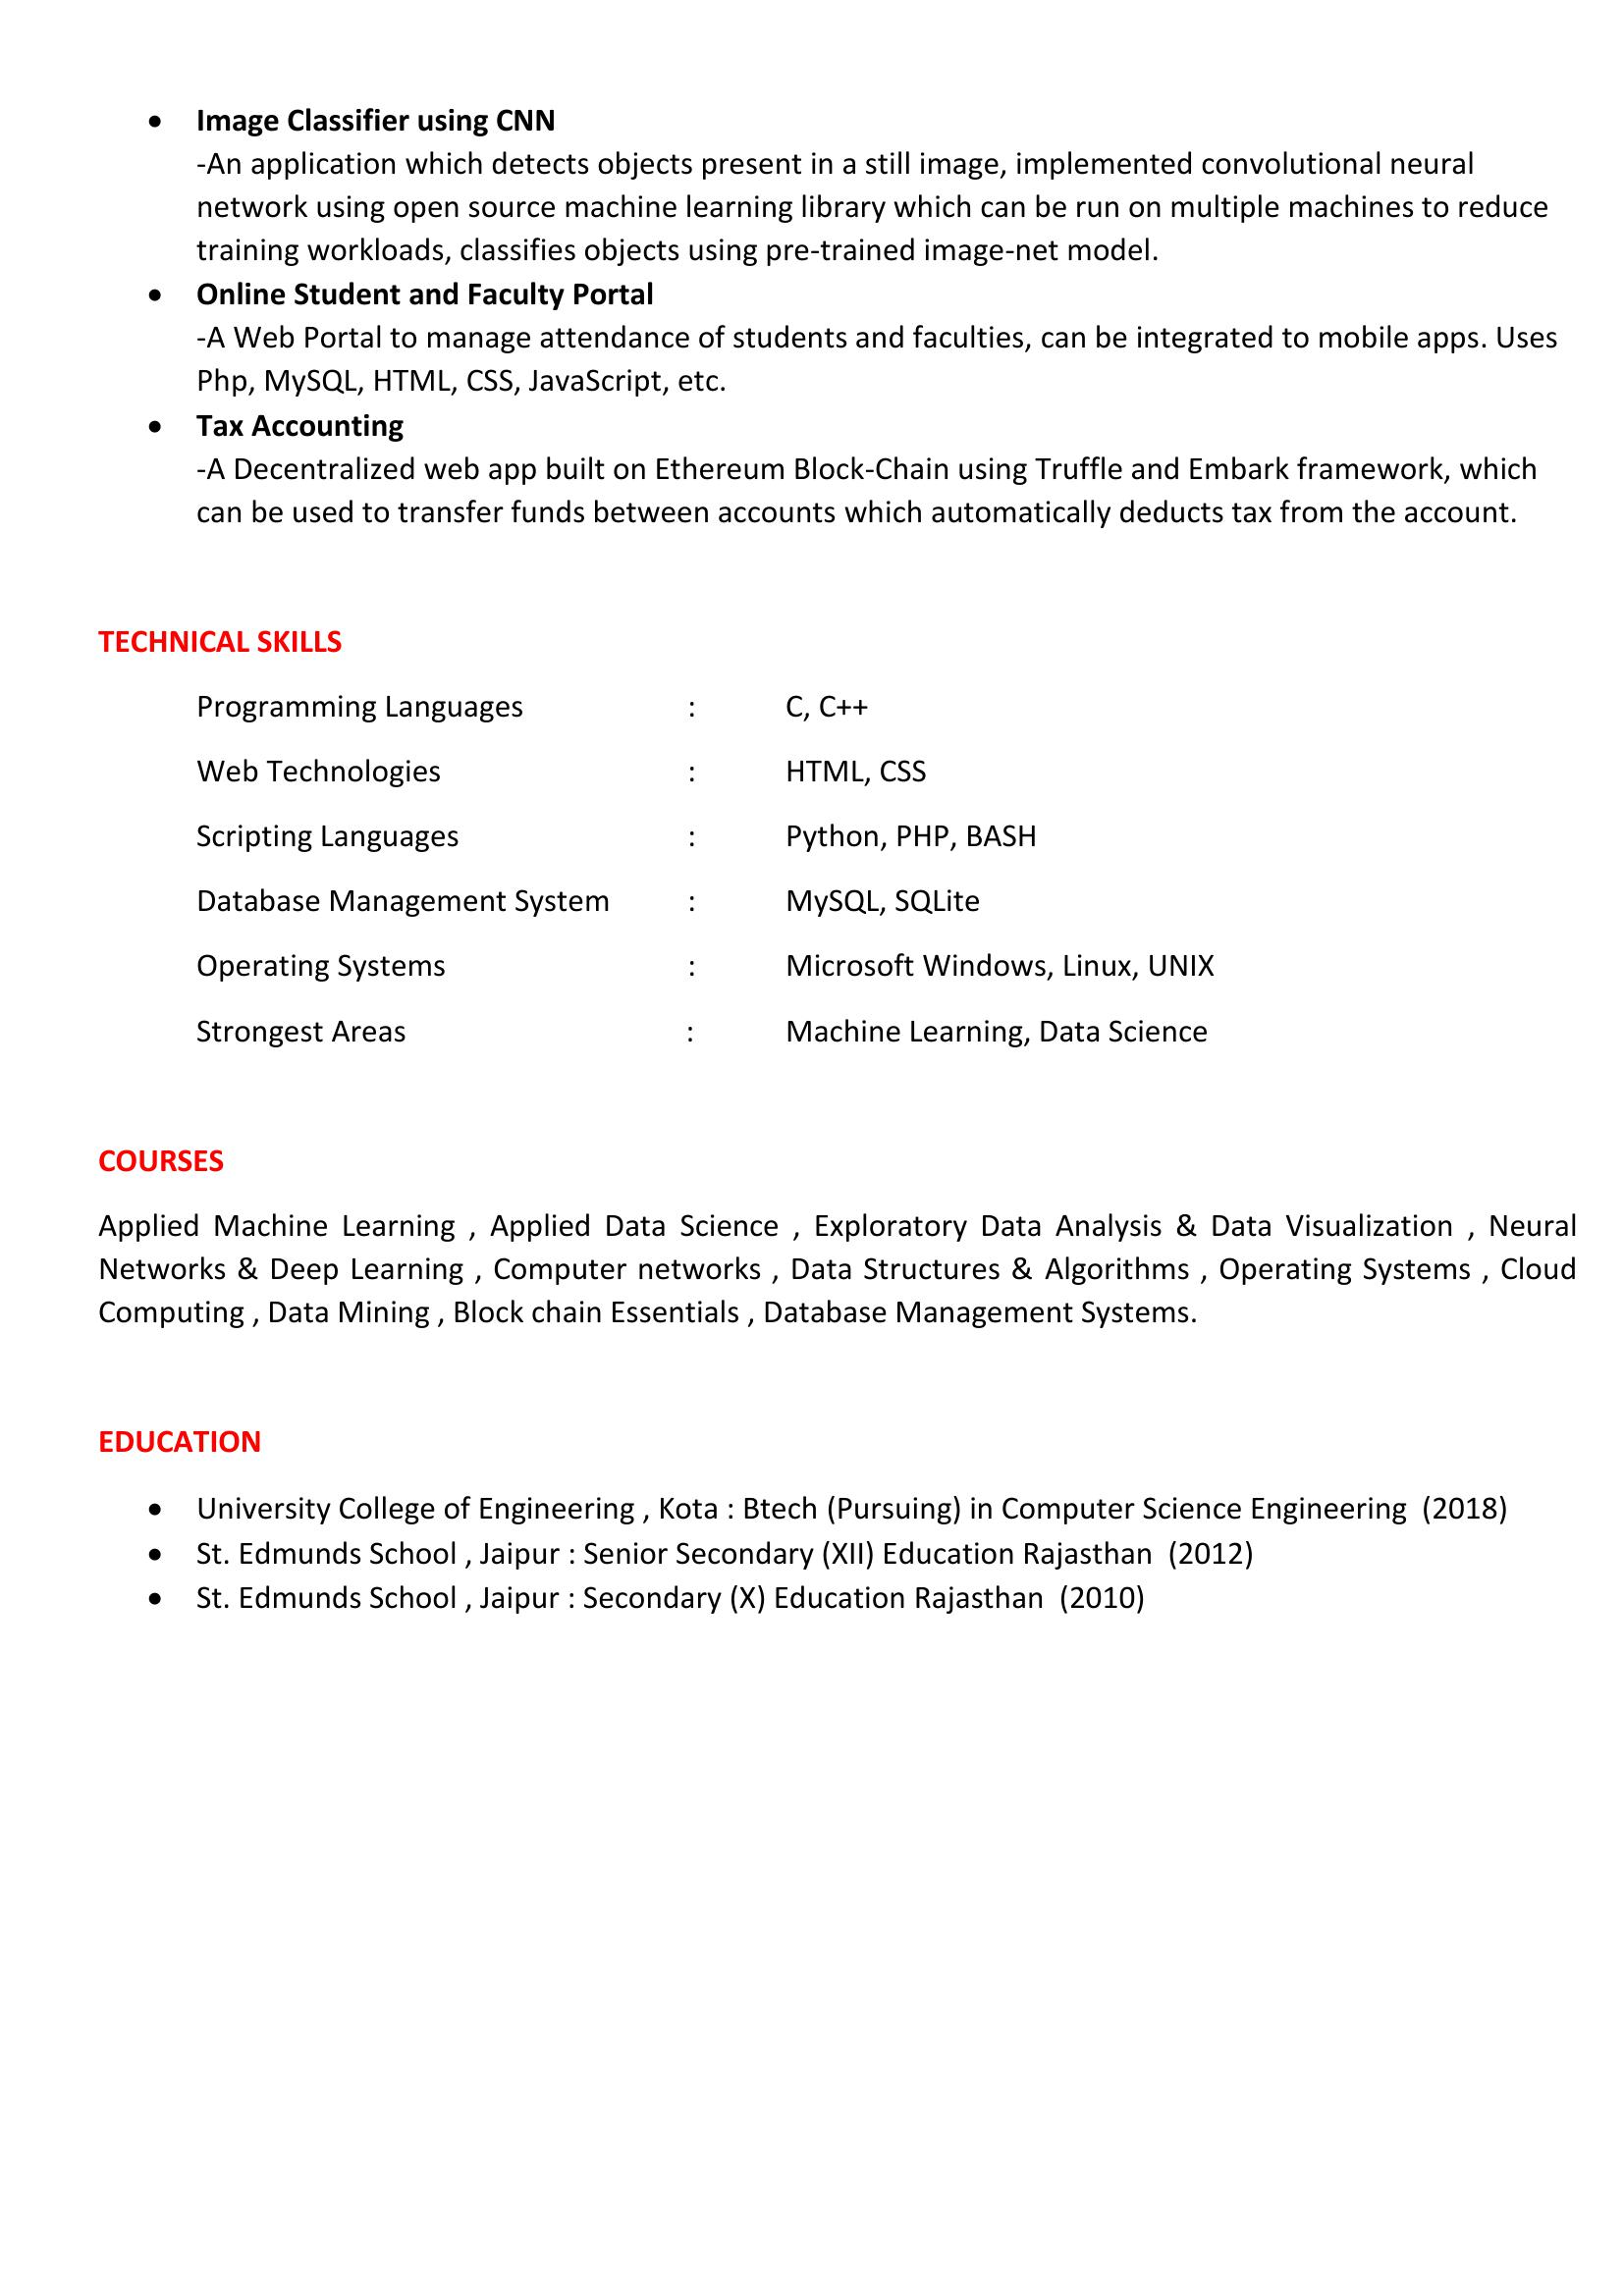 • Image Classifier using CNN
-An application which detects objects present in a still image, implemented convolutional neural
network using open source machine learning library which can be run on multiple machines to reduce
training workloads, classifies objects using pre-trained image-net model.
• Online Student and Faculty Portal
-A Web Portal to manage attendance of students and faculties, can be integrated to mobile apps. Uses
Php, MySQL, HTML, CSS, JavaScript, etc.
• Tax Accounting
-A Decentralized web app built on Ethereum Block-Chain using Truffle and Embark framework, which
can be used to transfer funds between accounts which automatically deducts tax from the account.
TECHNICAL SKILLS
Programming Languages : C, C++
Web Technologies : HTML, CSS
Scripting Languages : Python, PHP, BASH
Database Management System : MySQL, SQLite
Operating Systems : Microsoft Windows, Linux, UNIX
Strongest Areas : Machine Learning, Data Science
COURSES
Applied Machine Learning , Applied Data Science , Exploratory Data Analysis & Data Visualization , Neural
Networks & Deep Learning , Computer networks , Data Structures & Algorithms , Operating Systems , Cloud
Computing , Data Mining , Block chain Essentials , Database Management Systems.
EDUCATION
• University College of Engineering , Kota : Btech (Pursuing) in Computer Science Engineering (2018)
• St. Edmunds School , Jaipur : Senior Secondary (XII) Education Rajasthan (2012)
• St. Edmunds School , Jaipur : Secondary (X) Education Rajasthan (2010)